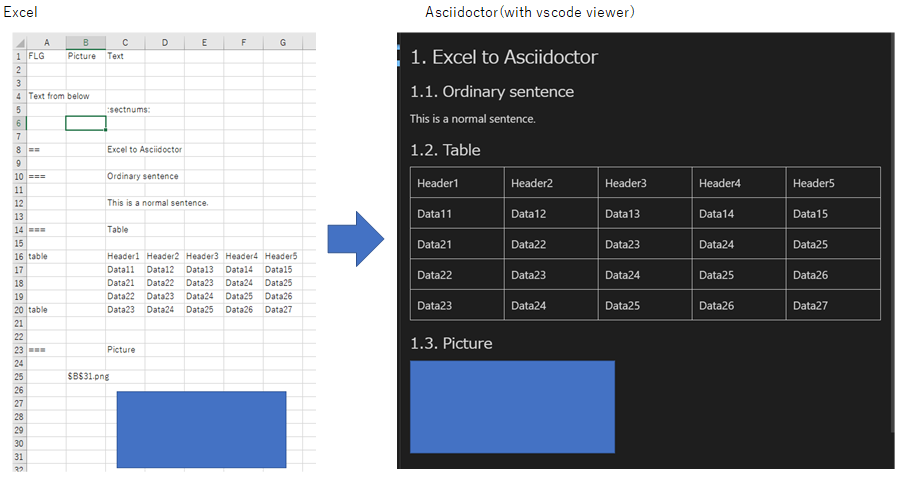 Excel
Asciidoctor(with vscode viewer)
A B C D E F G
1 FLG Picture Text
2
3
4 Text from below
5 :sectnums:
6
7
8 == Excel to Asciidoctor
9
10 === Ordinary sentence
11
12 This is a normal sentence.
13
14 === Table
15
16 table Header1 Header2 Header3 Header4 Header5
17 Data11 Data12 Data13 Data14 Data15
18 Data21 Data22 Data23 Data24 Data25
19 Data22 Data23 Data24 Data25 Data26
20 table Data23 Data24 Data25 Data26 Data27
21
22
23 === Picture
24
25 $B$31.png
26
27
28
29
30
31
32
1. Excel to Asciidoctor
1.1. Ordinary sentence
This is a normal sentence.
1.2. Table
Header1 Header2 Header3 Header4 Header5
Data11 Data12 Data13 Data14 Data15
Data21 Data22 Data23 Data24 Data25
Data22 Data23 Data24 Data25 Data26
Data23 Data24 Data25 Data26 Data27
1.3. Picture